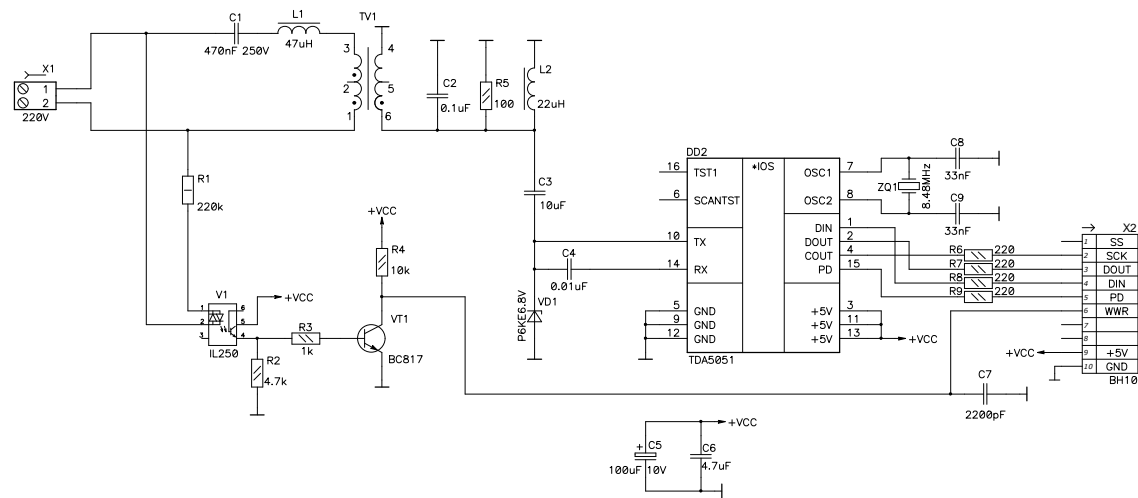 C1
470nF 250V
L1
47uH
TV1
3
2
1
4
5
6
X1
1
2
220V
C2
0.1uF
R5
100
L2
22uH
R1
220k
C3
10uF
+VCC
R4
10k
V1
1
2
3
6
5
4
IL250
+VCC
R3
1k
VT1
BC817
R2
4.7k
C4
0.01uF
P6KE6.8V
VD1
DD2
*IOS
16 TST1
6 SCANTST
10 TX
14 RX
5 GND
9 GND
12 GND
OSC1 7
OSC2 8
DIN 1
DOUT 2
COUT 4
PD 15
+5V 3
+5V 11
+5V 13
+VCC
TDA5051
C8
33nF
ZQ1
8.48MHz
C9
33nF
R6 220
R7 220
R8 220
R9 220
X2
1 SS
2 SCK
3 DOUT
4 DIN
5 PD
6 WWR
7
8
+VCC 9 +5V
10 GND
BH10
C7
2200pF
+VCC
+ C5
100uF 10V
C6
4.7uF